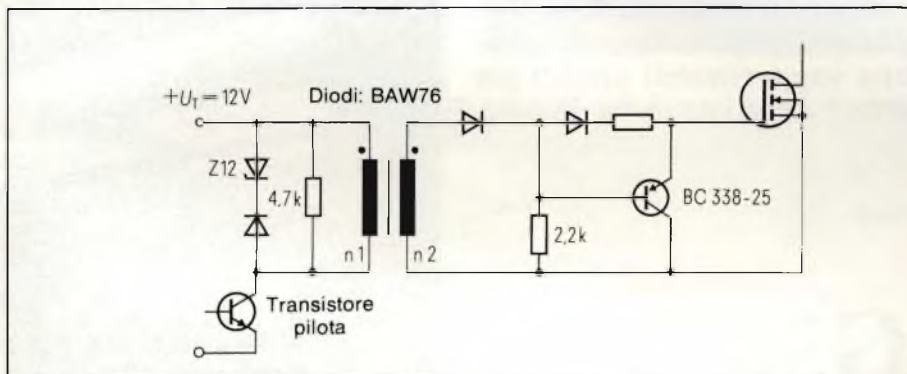 +U_T=12V
Diodi: BAW76
Z12
4.7k
n1
n2
2,2k
BC 338-25
Transistore
pilota